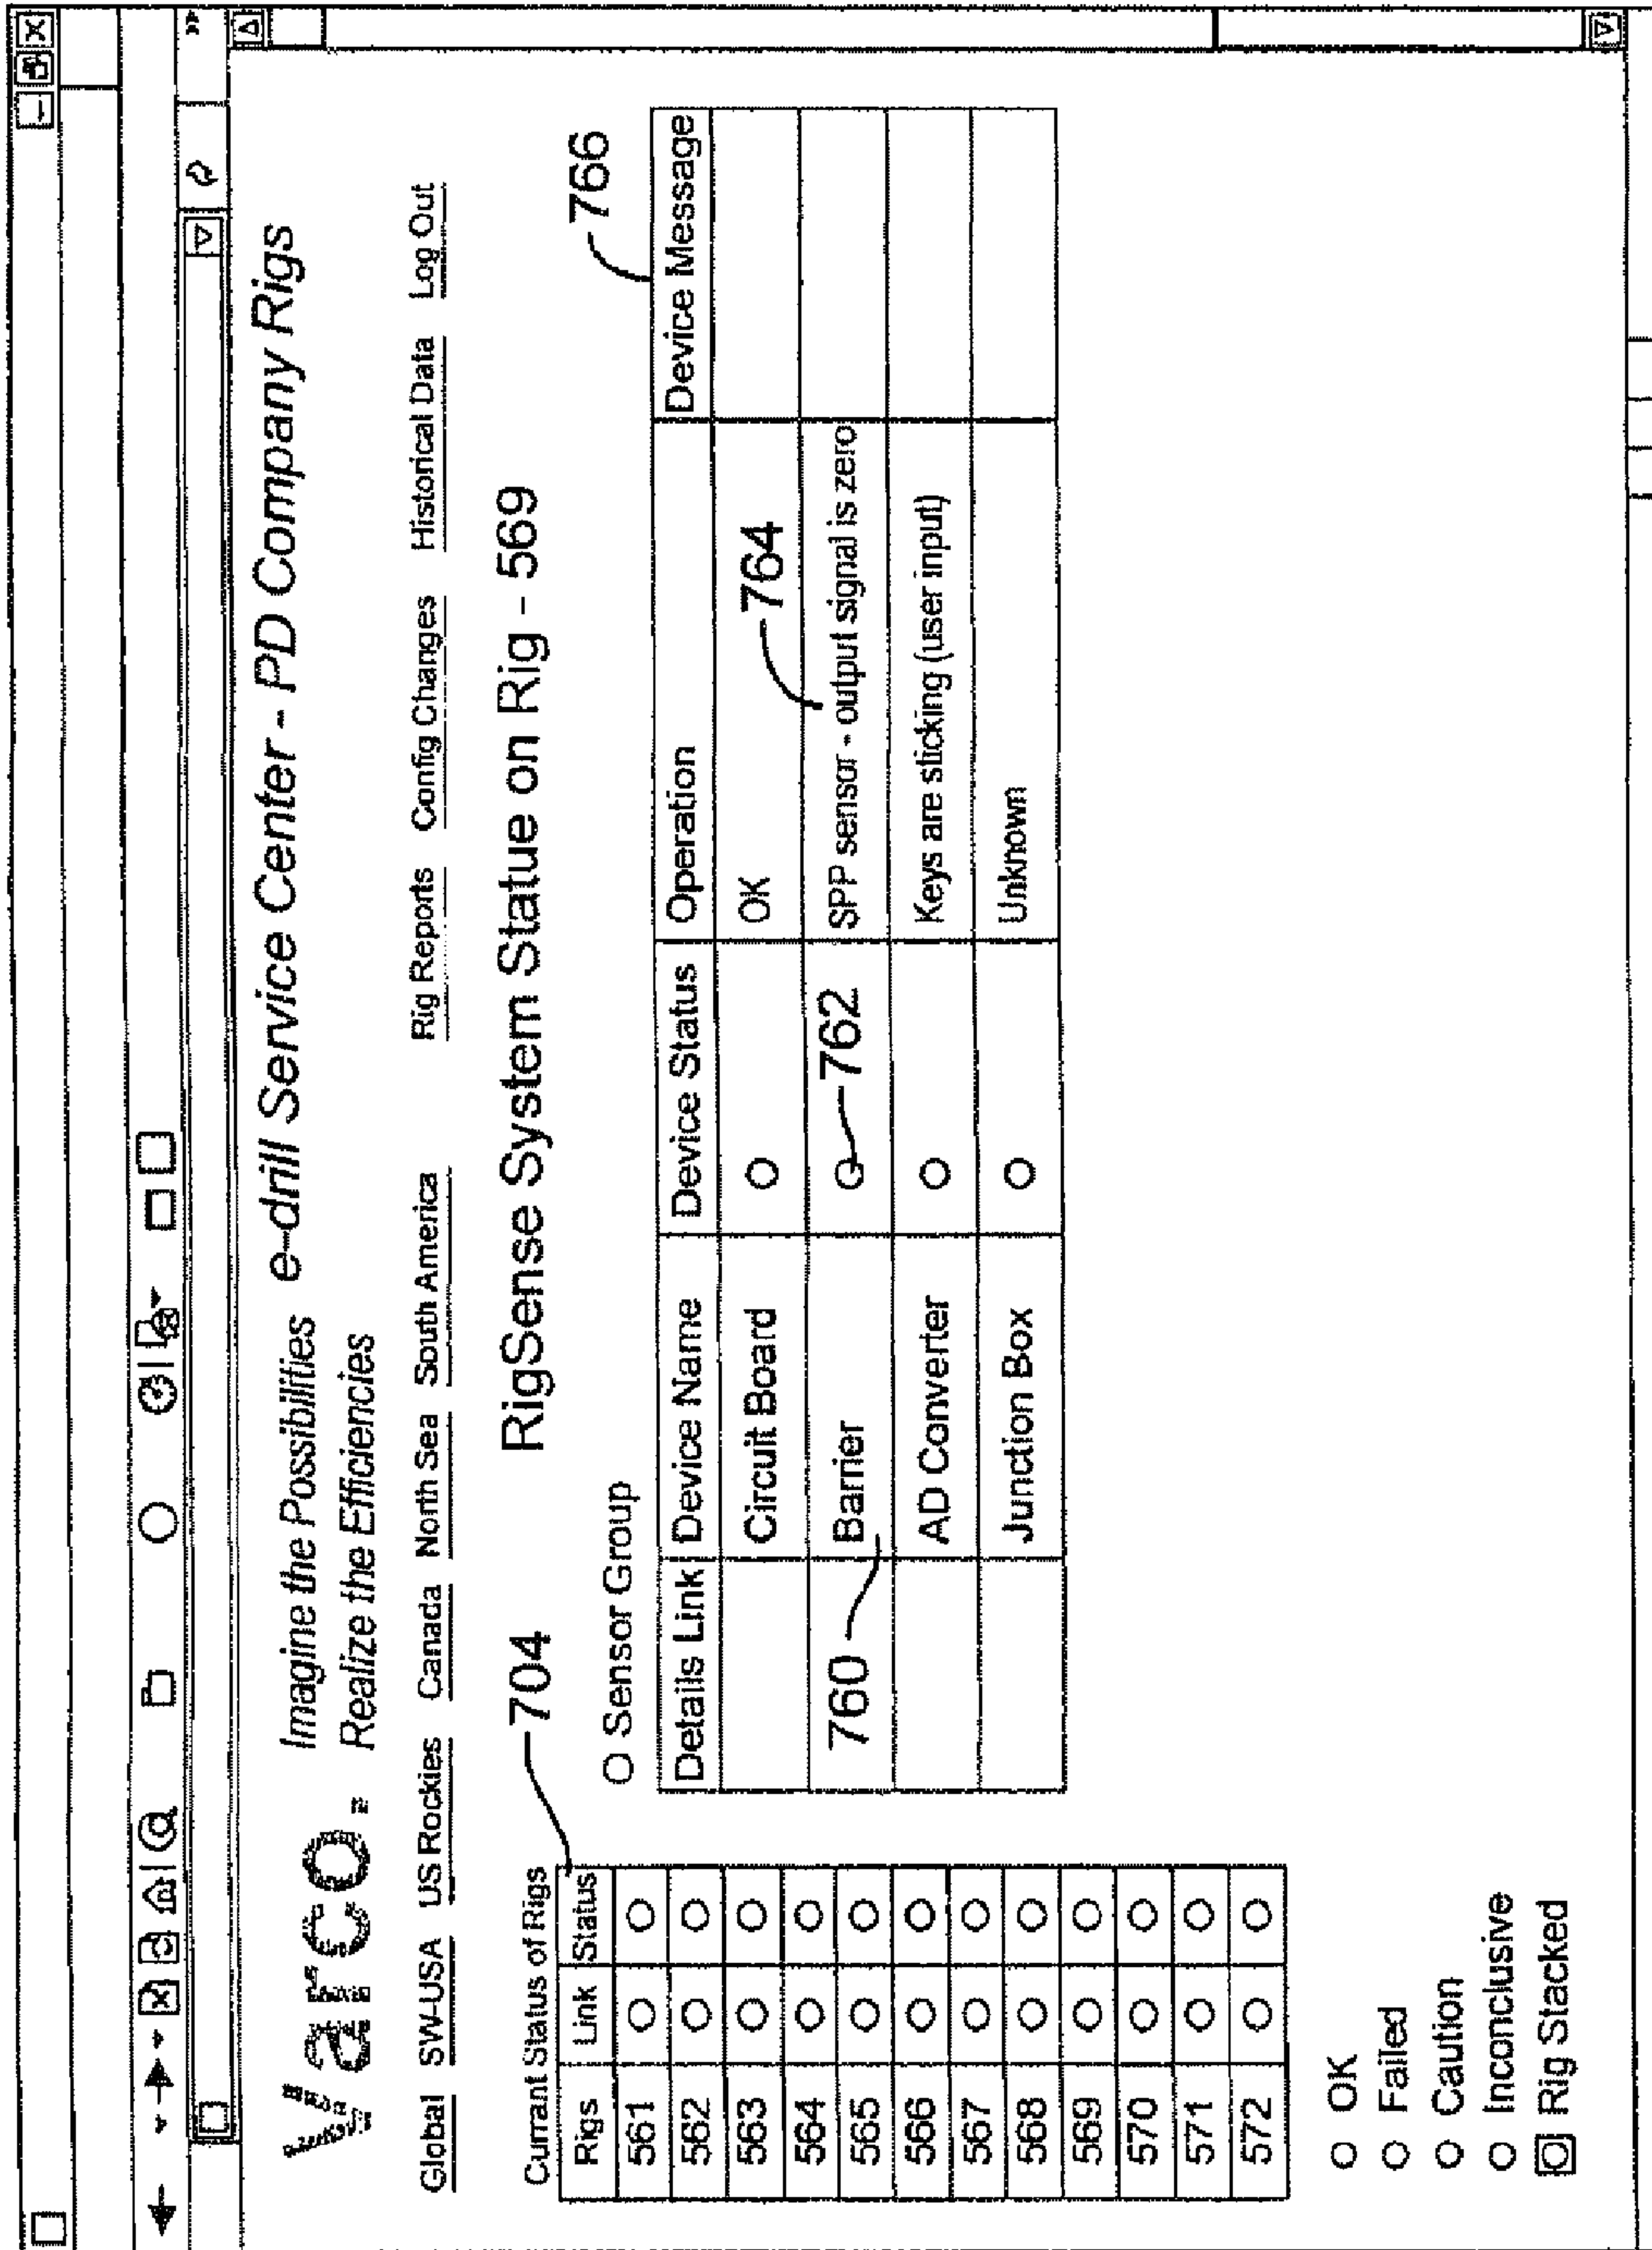 Varco. Imagine the Possibilities e-drill Service Center - PD Company Rigs
Realize the Efficiencies
Global SW-USA US Rockies Canada North Sea South America Rig Reports Config Changes Historical Data Log Out
704 RigSense System Statue on Rig - 569
Currant Status of Rigs
Rigs Link Status
561
562
563
564
565
566
567
568
569
570
571
572
Sensor Group
766
Details Link Device Name Device Status Operation Device Message
Circuit Board OK
764
760 Barrier 762 SPP sensor - output signal is zero
AD Converter Keys are sticking (user input)
Junction Box Unknown
OK
Failed
Caution
Inconclusive
Rig Stacked